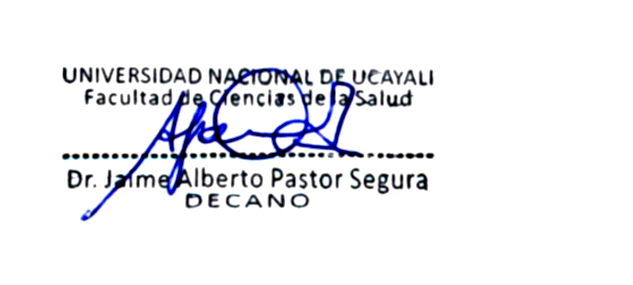 UNIVERSIDAD NACIONAL DE UCAYALI
Facultad de Ciencias de la Salud
Dr. Jaime Alberto Pastor Segura
DECANO